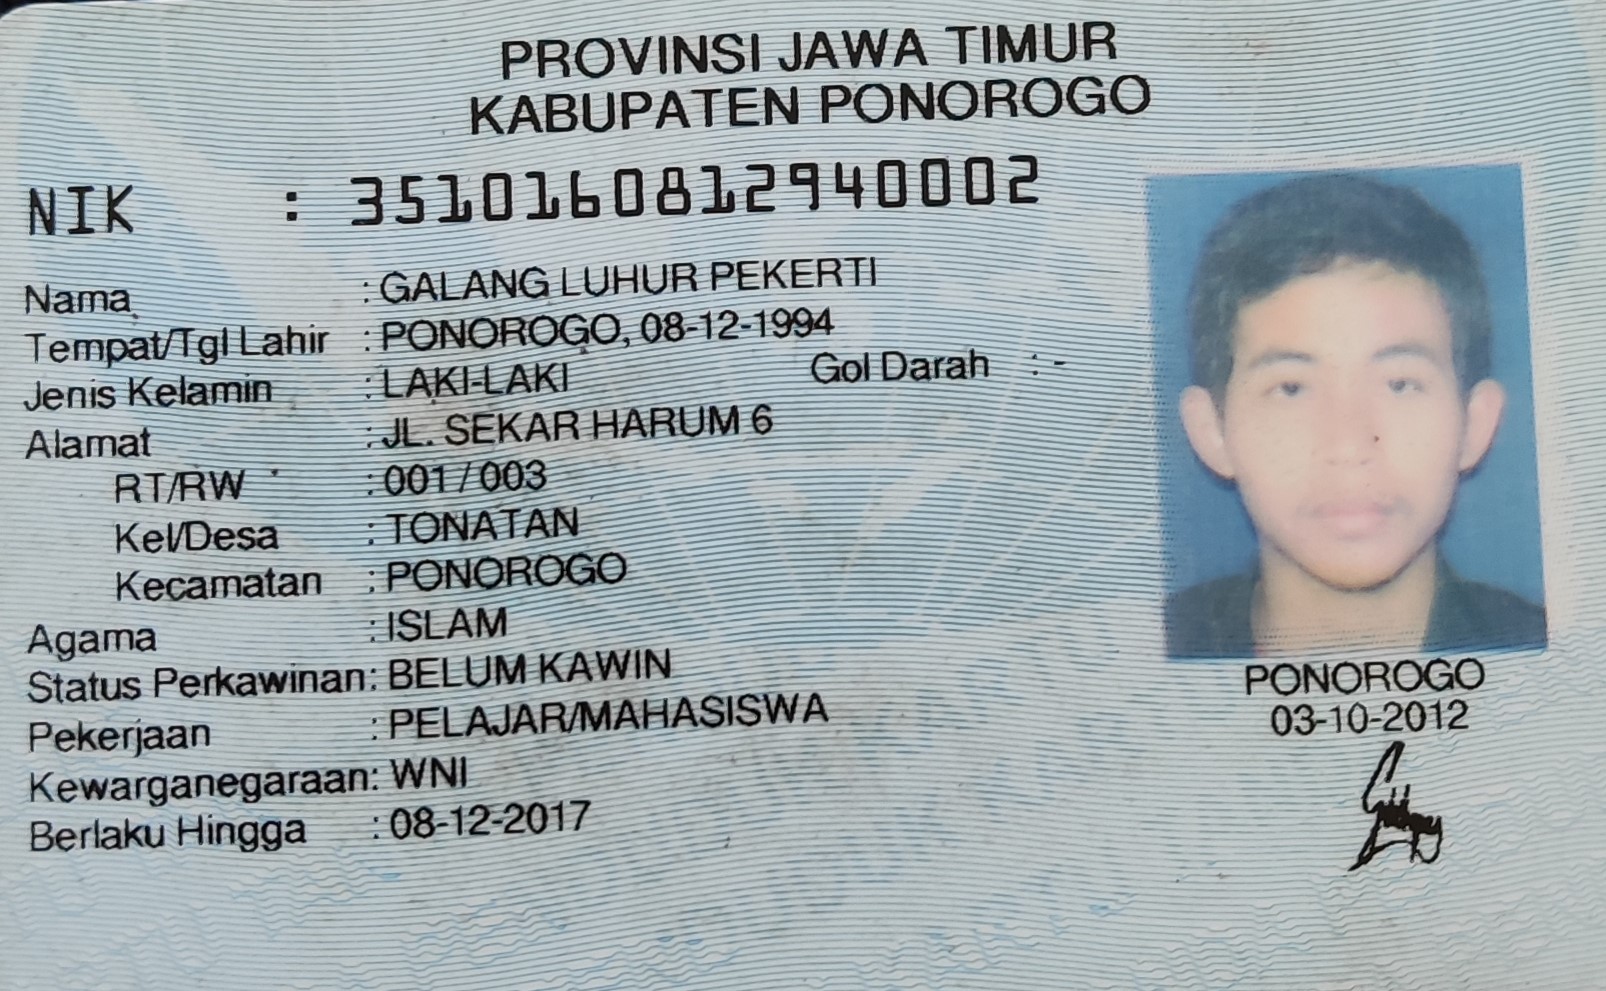 PROVINSI JAWA TIMUR
KABUPATEN PONOROGO
NIK : 3510160812940002
Nama : GALANG LUHUR PEKERTI
Tempat/Tgl Lahir : PONOROGO, 08-12-1994
Jenis Kelamin : LAKI-LAKI Gol Darah : -
Alamat : JL. SEKAR HARUM 6
RT/RW : 001 / 003
Kel/Desa : TONATAN
Kecamatan : PONOROGO
Agama : ISLAM
Status Perkawinan: BELUM KAWIN
Pekerjaan : PELAJAR/MAHASISWA
Kewarganegaraan: WNI
Berlaku Hingga : 08-12-2017
PONOROGO
03-10-2012